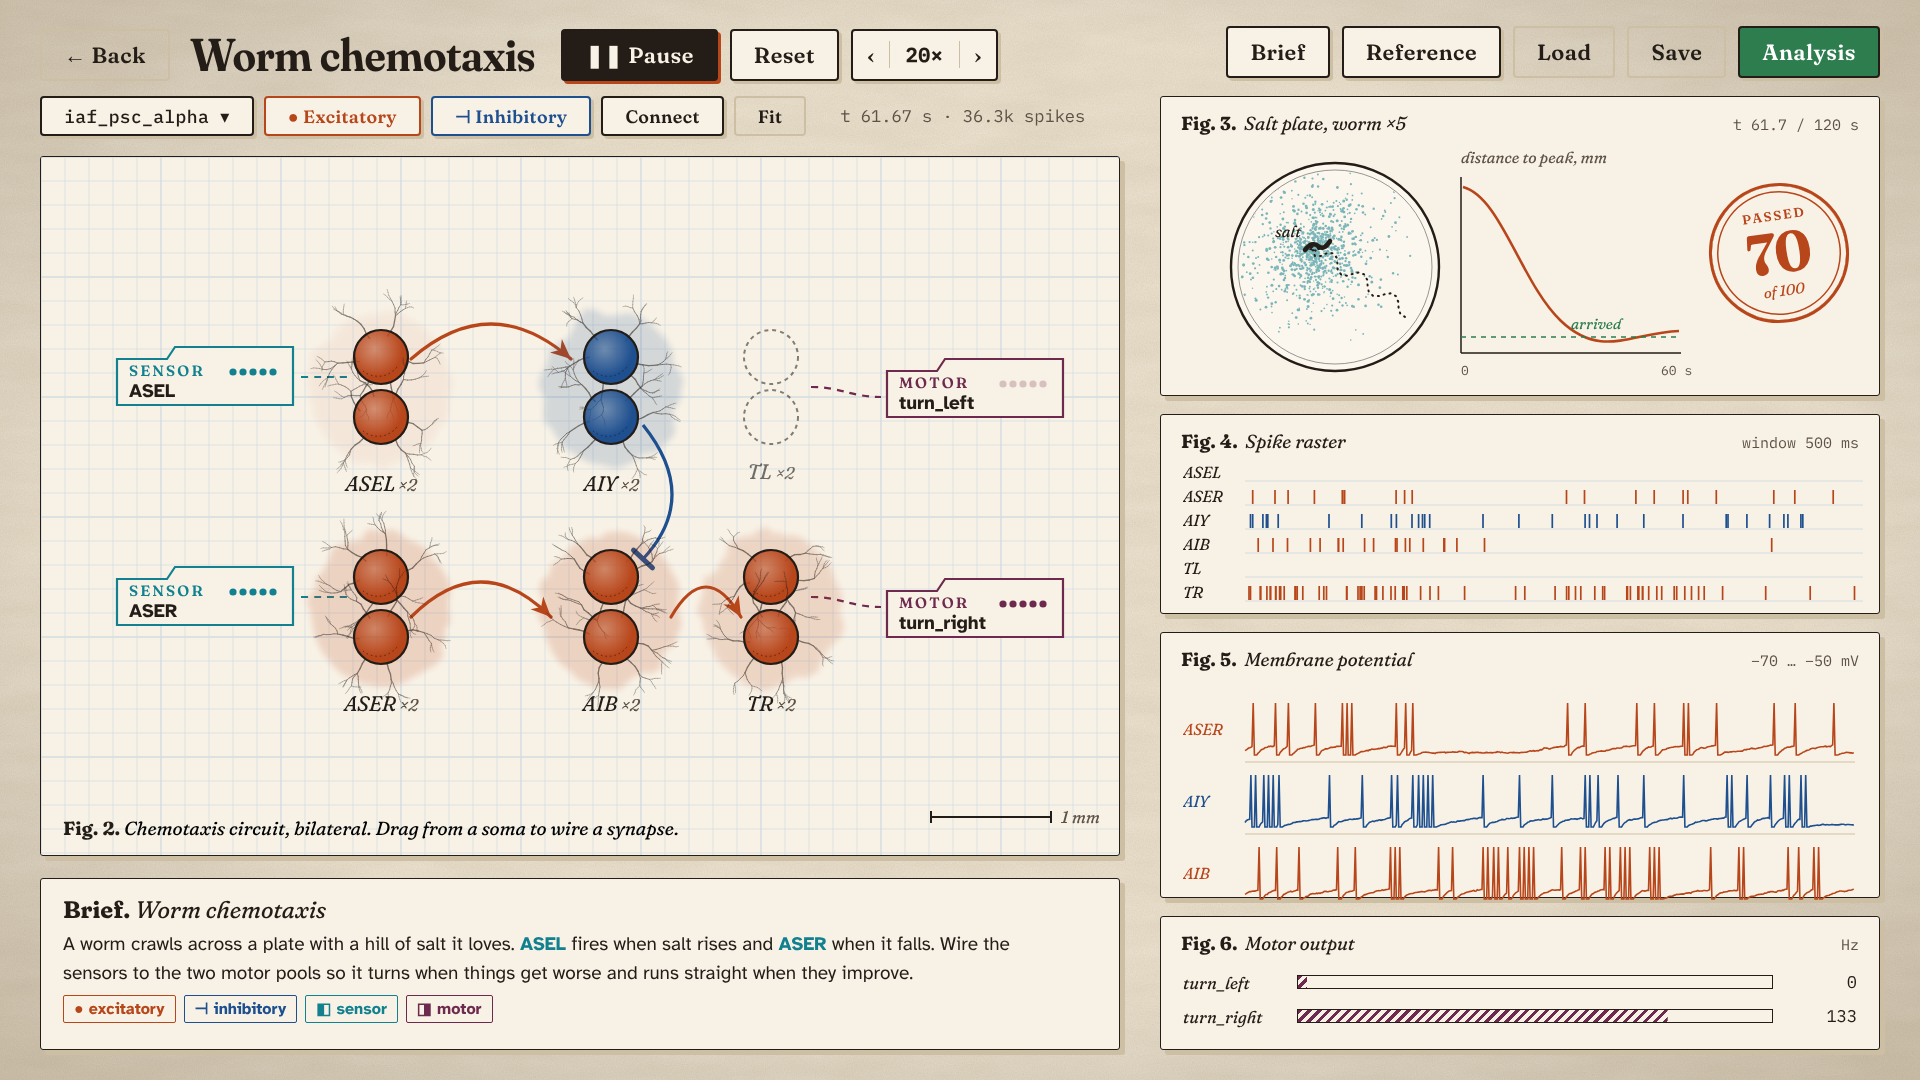 ← Back
Worm chemotaxis
❚❚ Pause
Reset
‹ 20× ›
Brief
Reference
Load
Save
Analysis
iaf_psc_alpha ▾
● Excitatory
⊣ Inhibitory
Connect
Fit
t 61.67 s · 36.3k spikes
SENSOR
ASEL
ASEL ×2
AIY ×2
TL ×2
MOTOR
turn_left
SENSOR
ASER
ASER ×2
AIB ×2
TR ×2
MOTOR
turn_right
Fig. 2. Chemotaxis circuit, bilateral. Drag from a soma to wire a synapse.
1 mm
Brief. Worm chemotaxis
A worm crawls across a plate with a hill of salt it loves. ASEL fires when salt rises and ASER when it falls. Wire the
sensors to the two motor pools so it turns when things get worse and runs straight when they improve.
● excitatory
⊣ inhibitory
◧ sensor
◨ motor
Fig. 3. Salt plate, worm ×5
t 61.7 / 120 s
salt
distance to peak, mm
arrived
0
60 s
PASSED
70
of 100
Fig. 4. Spike raster
window 500 ms
ASEL
ASER
AIY
AIB
TL
TR
Fig. 5. Membrane potential
−70 … −50 mV
ASER
AIY
AIB
Fig. 6. Motor output
Hz
turn_left
0
turn_right
133